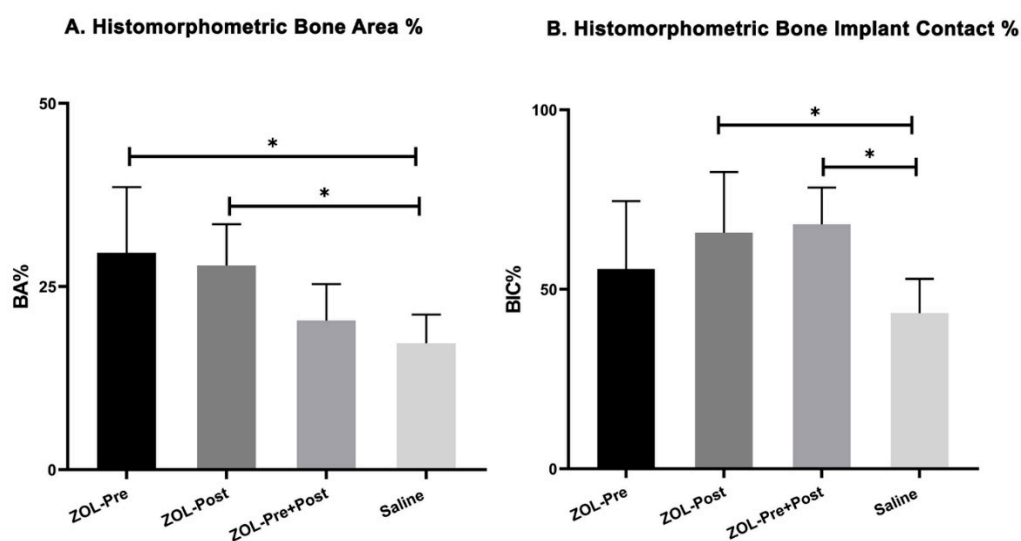 A. Histomorphometric Bone Area %
50
25
0
BA%
*
*
ZOL-Pre
ZOL-Post
ZOL-Pre+Post
Saline
B. Histomorphometric Bone Implant Contact %
100
50
0
BIC%
*
*
ZOL-Pre
ZOL-Post
ZOL-Pre+Post
Saline